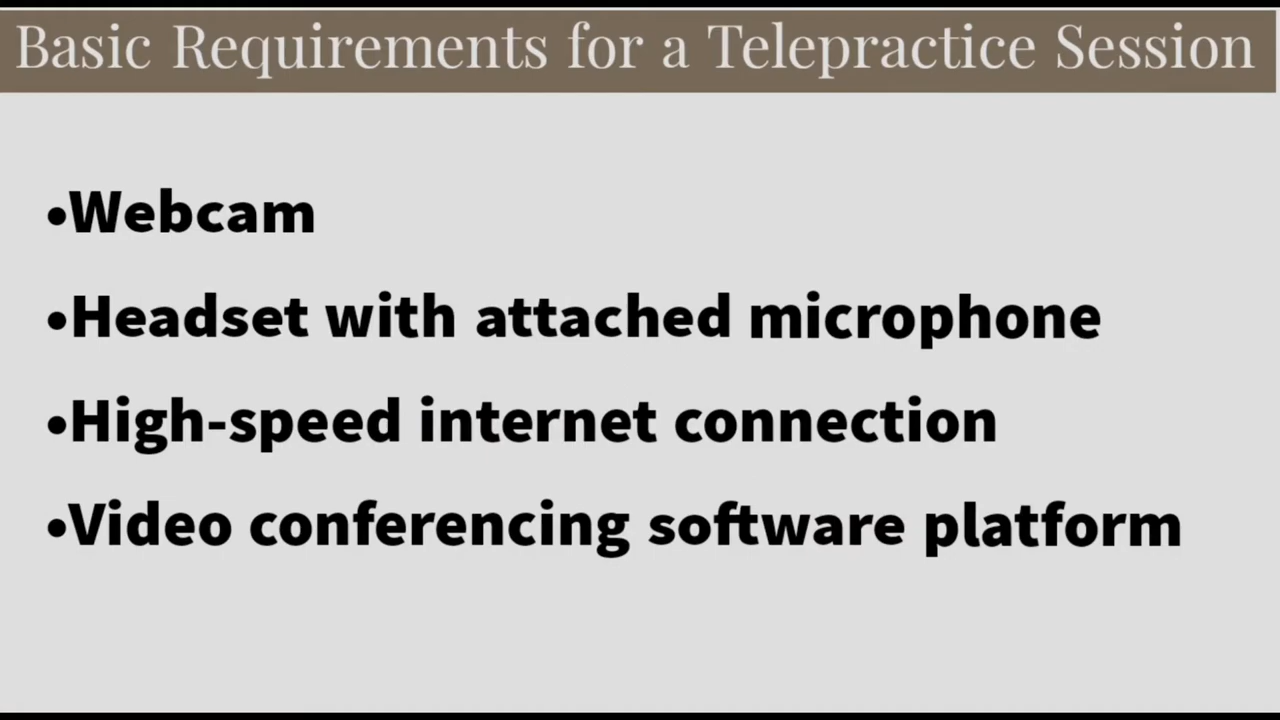 Basic Requirements for a Telepractice Session
•Webcam
•Headset with attached microphone
•High-speed internet connection
•Video conferencing software platform